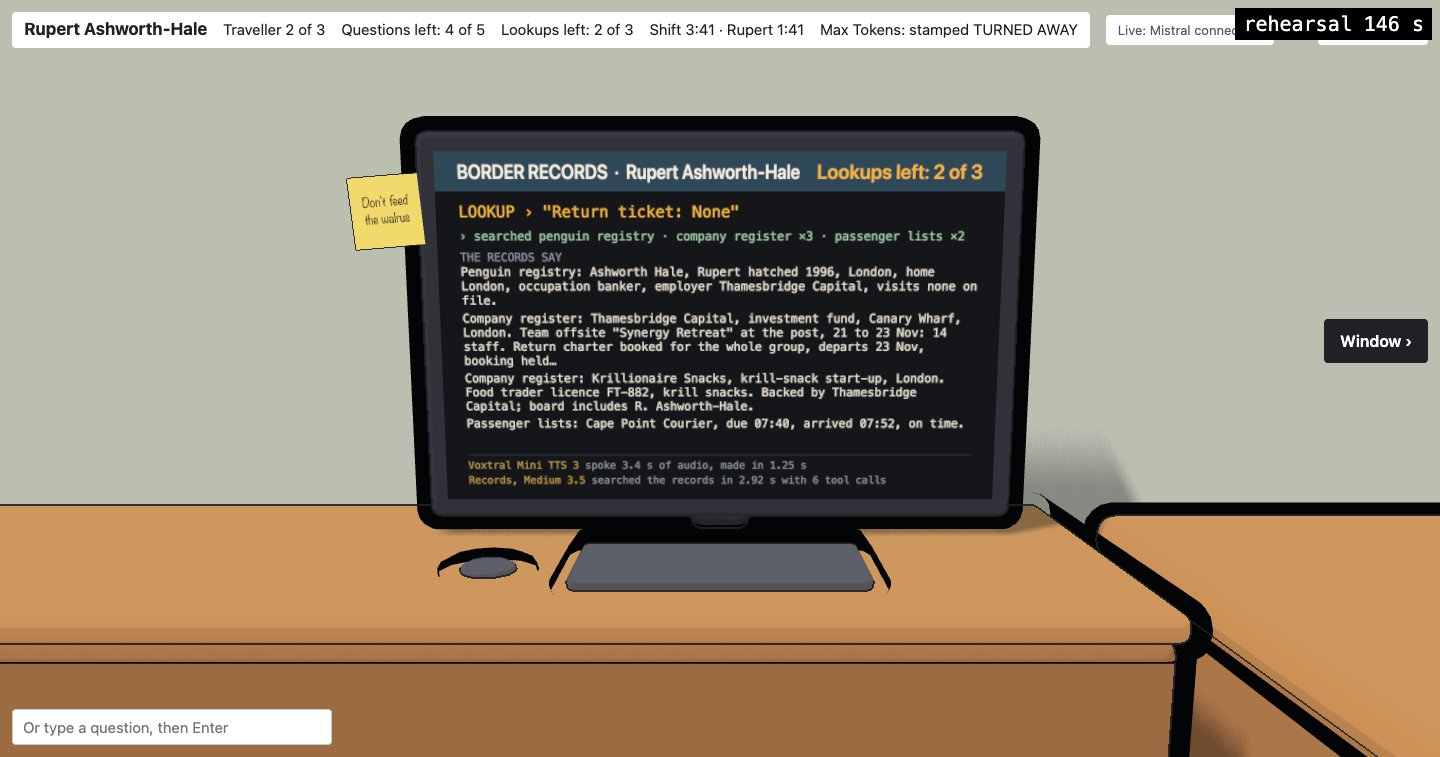 Rupert Ashworth-Hale Traveller 2 of 3 Questions left: 4 of 5 Lookups left: 2 of 3 Shift 3:41 · Rupert 1:41 Max Tokens: stamped TURNED AWAY
Live: Mistral
rehearsal 146 s
Don't feed
the walrus
BORDER RECORDS · Rupert Ashworth-Hale Lookups left: 2 of 3
LOOKUP › "Return ticket: None"
› searched penguin registry · company register ×3 · passenger lists ×2
THE RECORDS SAY
Penguin registry: Ashworth Hale, Rupert hatched 1996, London, home
London, occupation banker, employer Thamesbridge Capital, visits none on
file.
Company register: Thamesbridge Capital, investment fund, Canary Wharf,
London. Team offsite "Synergy Retreat" at the post, 21 to 23 Nov: 14
staff. Return charter booked for the whole group, departs 23 Nov,
booking held…
Company register: Krillionaire Snacks, krill-snack start-up, London.
Food trader licence FT-882, krill snacks. Backed by Thamesbridge
Capital; board includes R. Ashworth-Hale.
Passenger lists: Cape Point Courier, due 07:40, arrived 07:52, on time.
Voxtral Mini TTS 3 spoke 3.4 s of audio, made in 1.25 s
Records, Medium 3.5 searched the records in 2.92 s with 6 tool calls
Window ›
Or type a question, then Enter